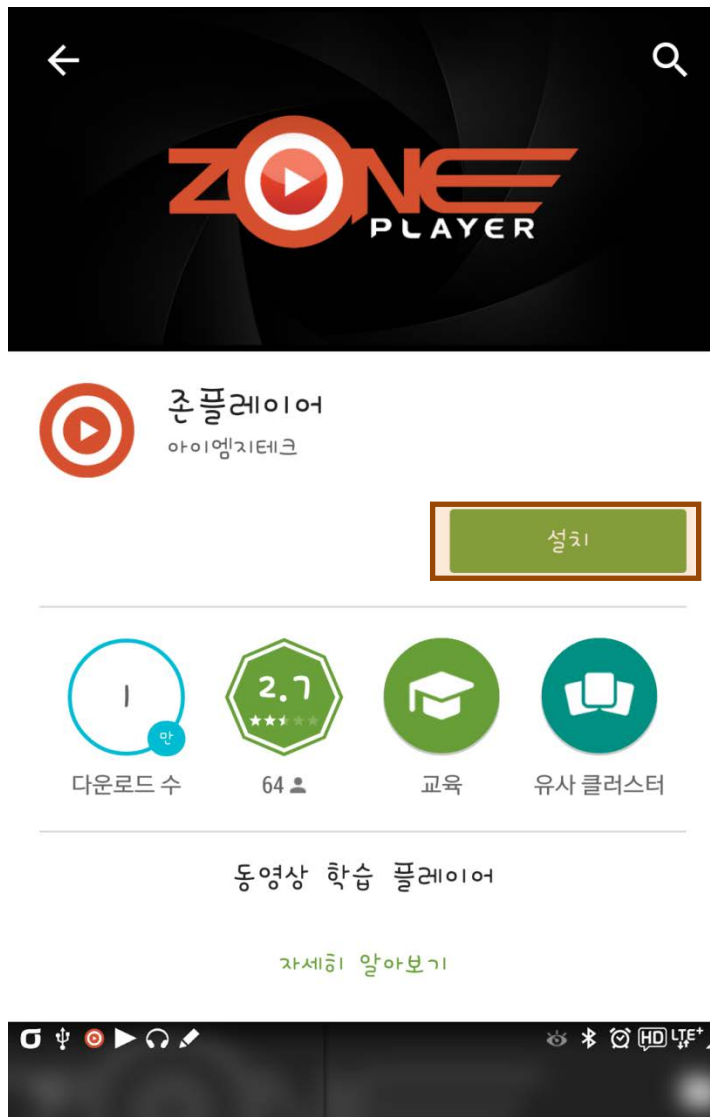 ZONE
PLAYER
존플레이어
아이엠지테크
설치
1
만
2.7
다운로드 수
64
교육
유사 클러스터
동영상 학습 플레이어
자세히 알아보기
HD LTE+